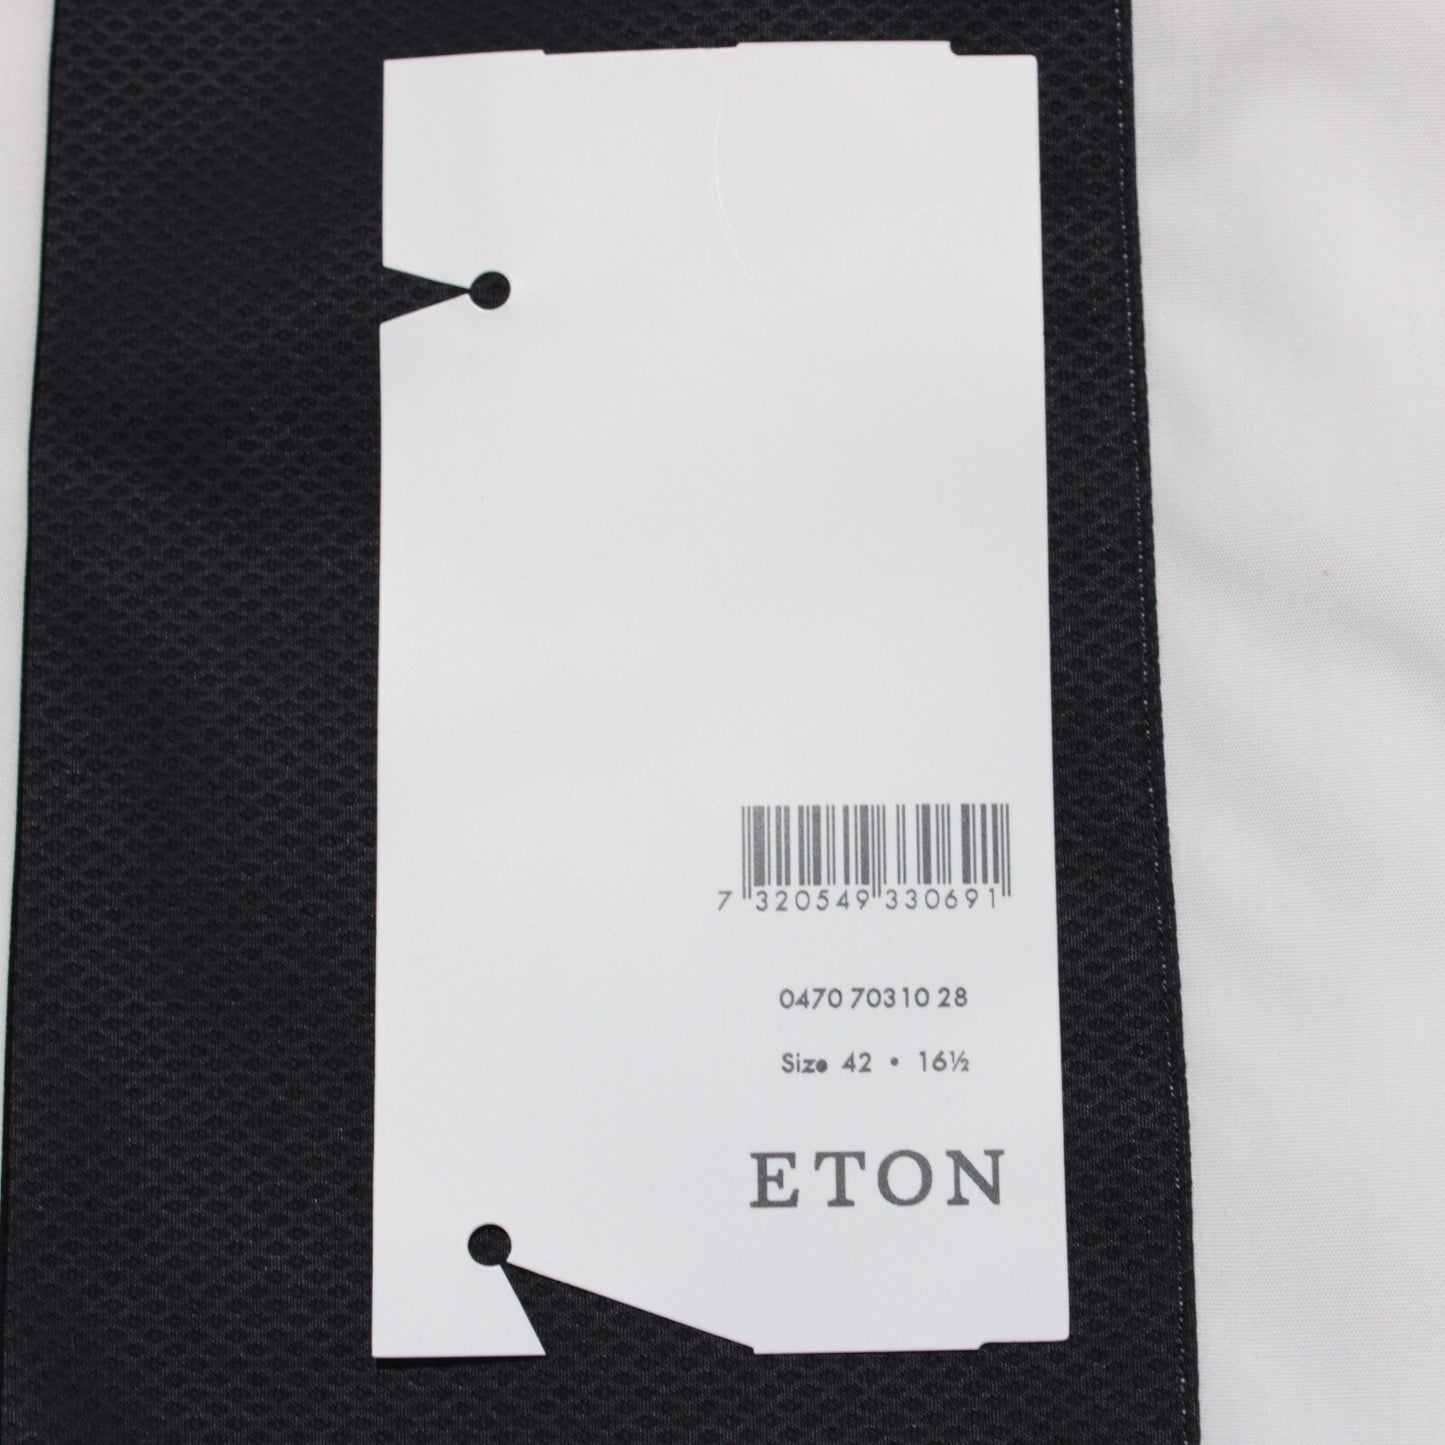 7 320549 330691
0470 70310 28
Size 42 • 16½
ETON